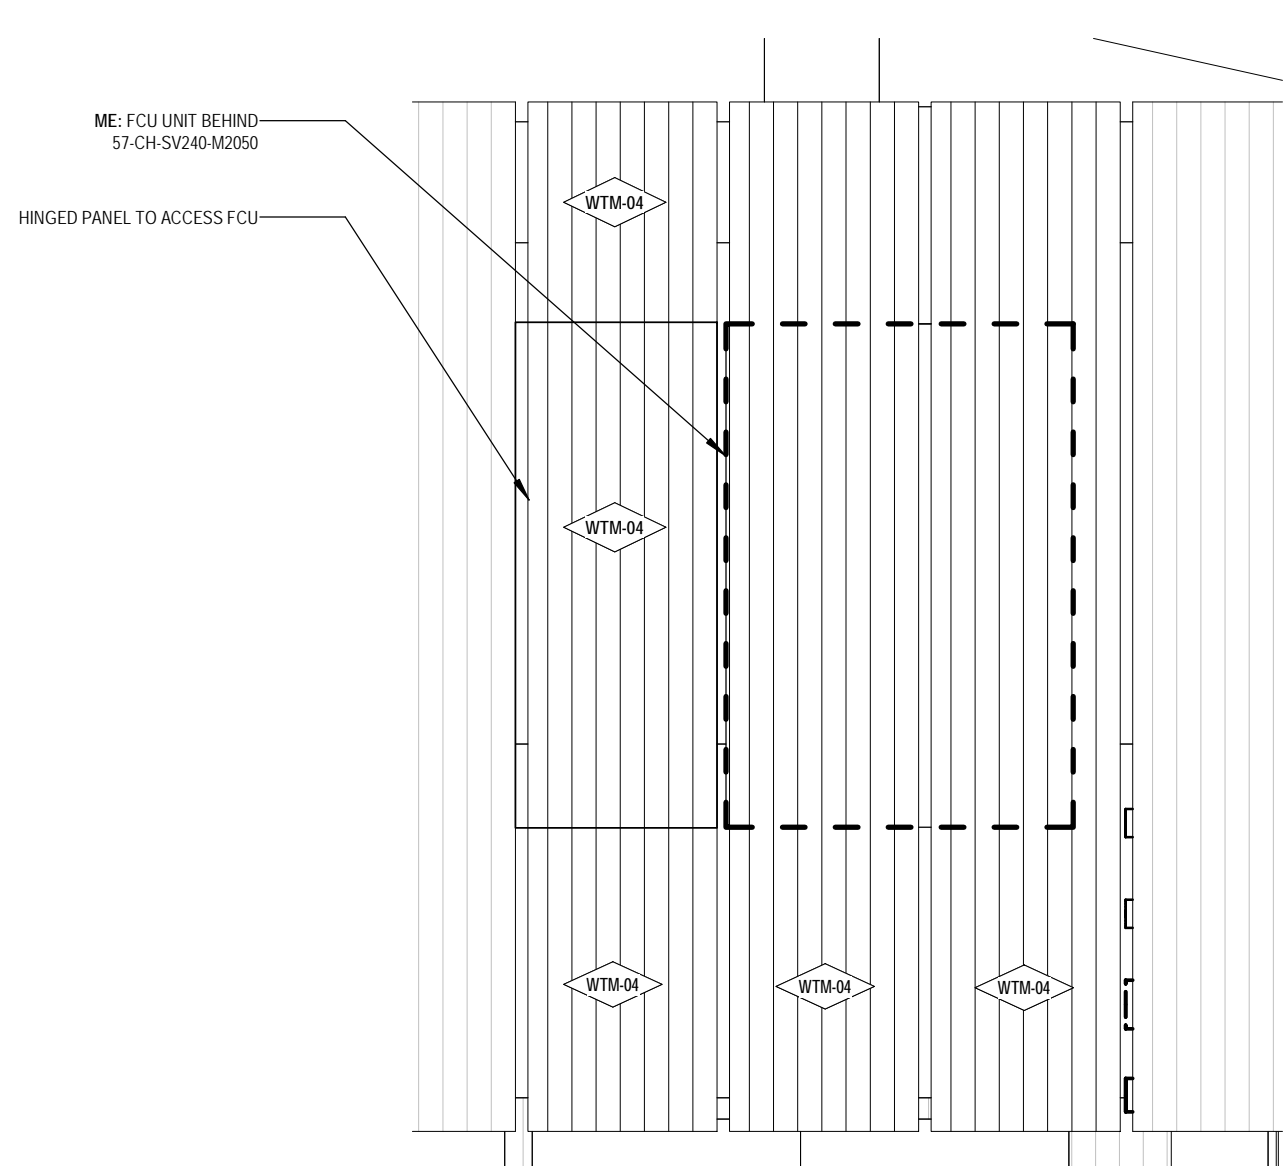 ME: FCU UNIT BEHIND
57-CH-SV240-M2050
WTM-04
HINGED PANEL TO ACCESS FCU
WTM-04
WTM-04
WTM-04
WTM-04